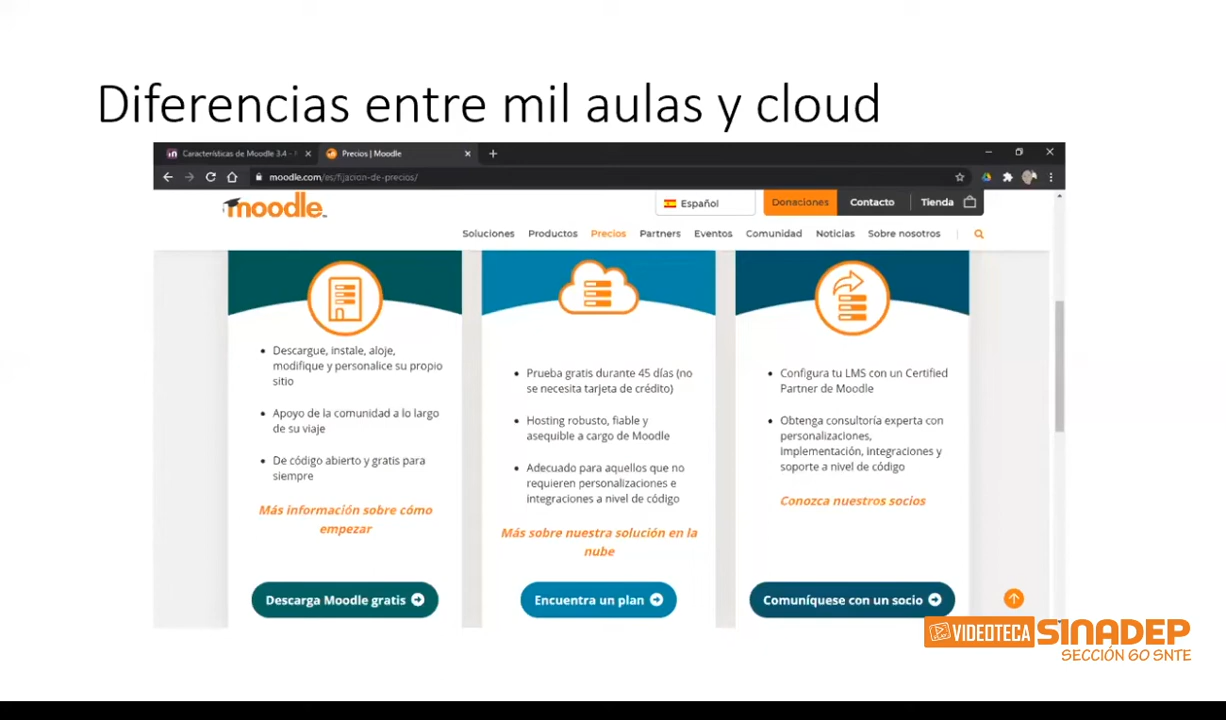 Diferencias entre mil aulas y cloud
Características de Moodle 3.4 -
Precios | Moodle
moodle.com/es/fijacion-de-precios/
moodle
Español
Donaciones
Contacto
Tienda
Soluciones
Productos
Precios
Partners
Eventos
Comunidad
Noticias
Sobre nosotros
Descargue, instale, aloje,
modifique y personalice su propio
sitio
Apoyo de la comunidad a lo largo
de su viaje
De código abierto y gratis para
siempre
Más información sobre cómo
empezar
Descarga Moodle gratis
Prueba gratis durante 45 días (no
se necesita tarjeta de crédito)
Hosting robusto, fiable y
asequible a cargo de Moodle
Adecuado para aquellos que no
requieren personalizaciones e
integraciones a nivel de código
Más sobre nuestra solución en la
nube
Encuentra un plan
Configura tu LMS con un Certified
Partner de Moodle
Obtenga consultoría experta con
personalizaciones,
implementación, integraciones y
soporte a nivel de código
Conozca nuestros socios
Comuníquese con un socio
VIDEOTECA SINADEP
SECCIÓN 60 SNTE